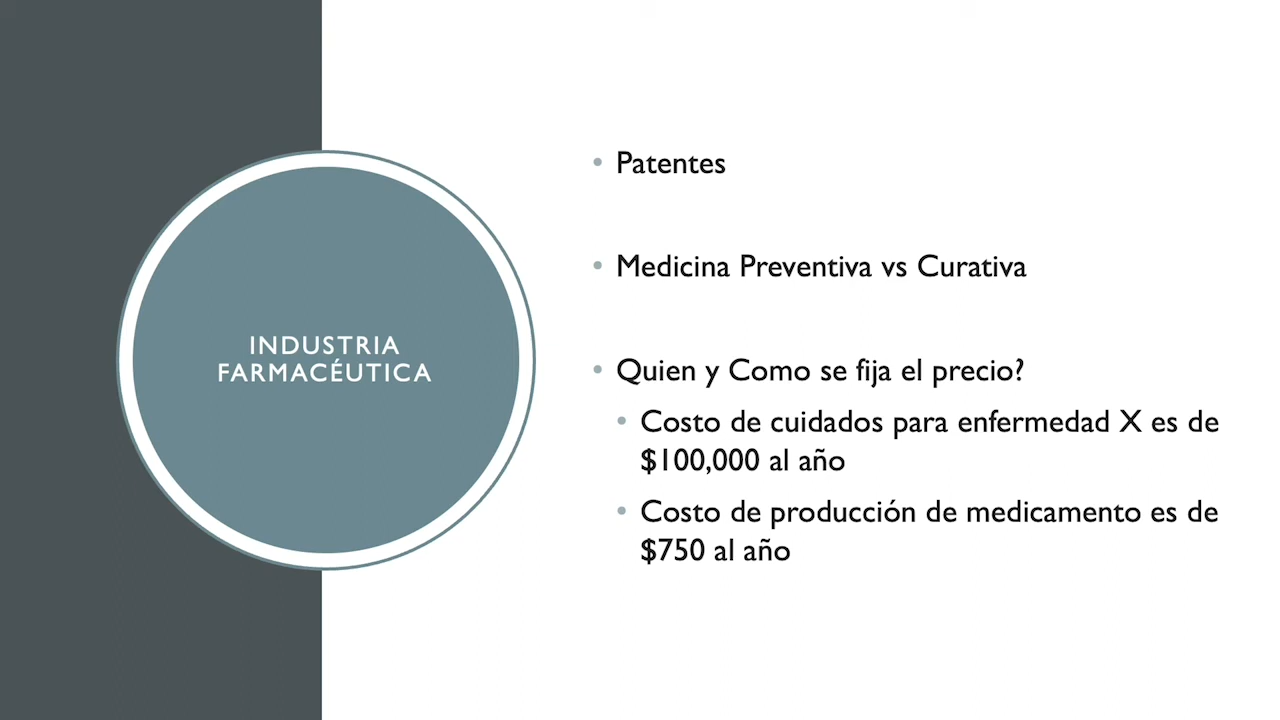 INDUSTRIA
FARMACÉUTICA
• Patentes
• Medicina Preventiva vs Curativa
• Quien y Como se fija el precio?
• Costo de cuidados para enfermedad X es de
$100,000 al año
• Costo de producción de medicamento es de
$750 al año